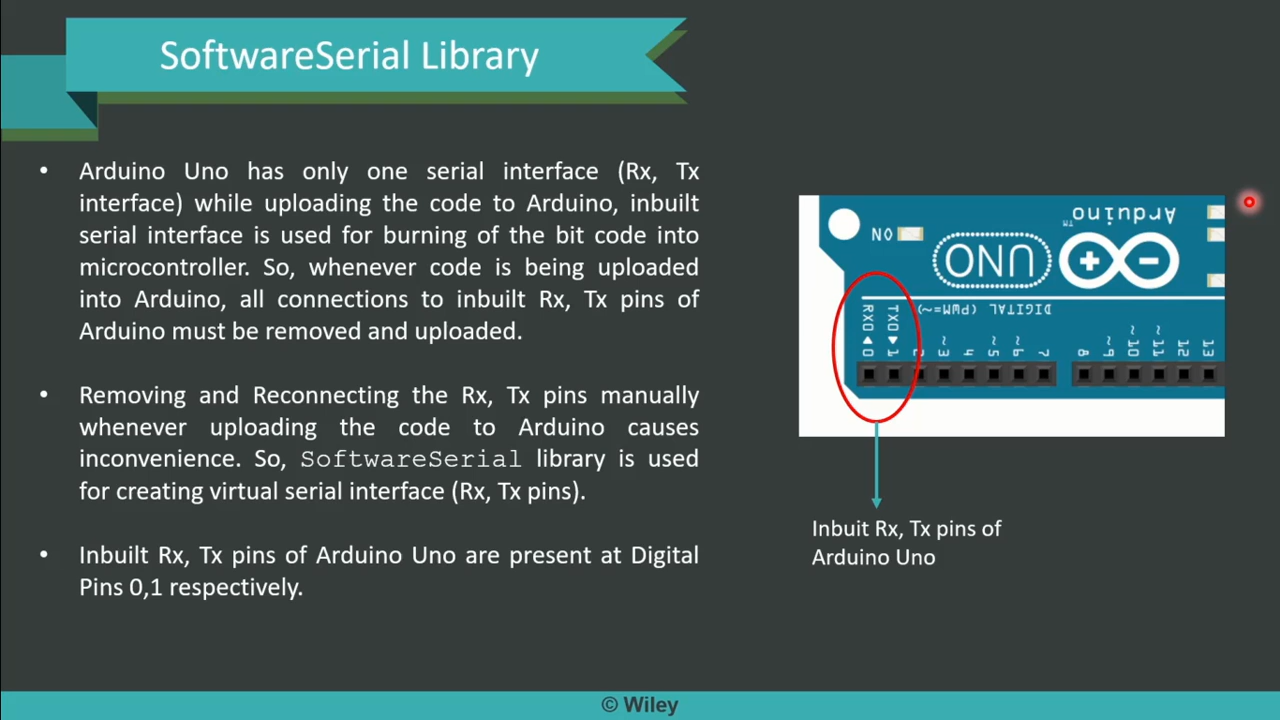 SoftwareSerial Library
• Arduino Uno has only one serial interface (Rx, Tx
interface) while uploading the code to Arduino, inbuilt
serial interface is used for burning of the bit code into
microcontroller. So, whenever code is being uploaded
into Arduino, all connections to inbuilt Rx, Tx pins of
Arduino must be removed and uploaded.
• Removing and Reconnecting the Rx, Tx pins manually
whenever uploading the code to Arduino causes
inconvenience. So, SoftwareSerial library is used
for creating virtual serial interface (Rx, Tx pins).
• Inbuilt Rx, Tx pins of Arduino Uno are present at Digital
Pins 0,1 respectively.
Arduino™
ON
UNO
DIGITAL (PWM=~)
RX0 ◄ 0
TX0 ► 1
2
~3
4
~5
~6
7
8
~9
~10
~11
12
13
Inbuit Rx, Tx pins of
Arduino Uno
© Wiley